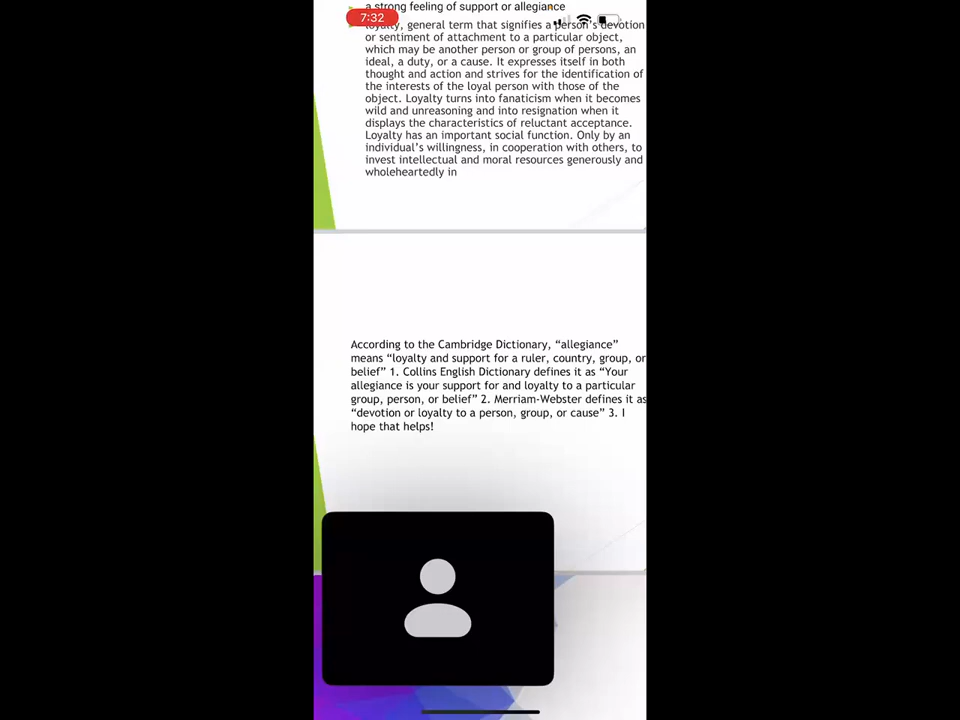 a strong feeling of support or allegiance
7:32
loyalty, general term that signifies a person's devotion
or sentiment of attachment to a particular object,
which may be another person or group of persons, an
ideal, a duty, or a cause. It expresses itself in both
thought and action and strives for the identification of
the interests of the loyal person with those of the
object. Loyalty turns into fanaticism when it becomes
wild and unreasoning and into resignation when it
displays the characteristics of reluctant acceptance.
Loyalty has an important social function. Only by an
individual's willingness, in cooperation with others, to
invest intellectual and moral resources generously and
wholeheartedly in
According to the Cambridge Dictionary, “allegiance”
means “loyalty and support for a ruler, country, group, or
belief” 1. Collins English Dictionary defines it as “Your
allegiance is your support for and loyalty to a particular
group, person, or belief” 2. Merriam-Webster defines it as
“devotion or loyalty to a person, group, or cause” 3. I
hope that helps!